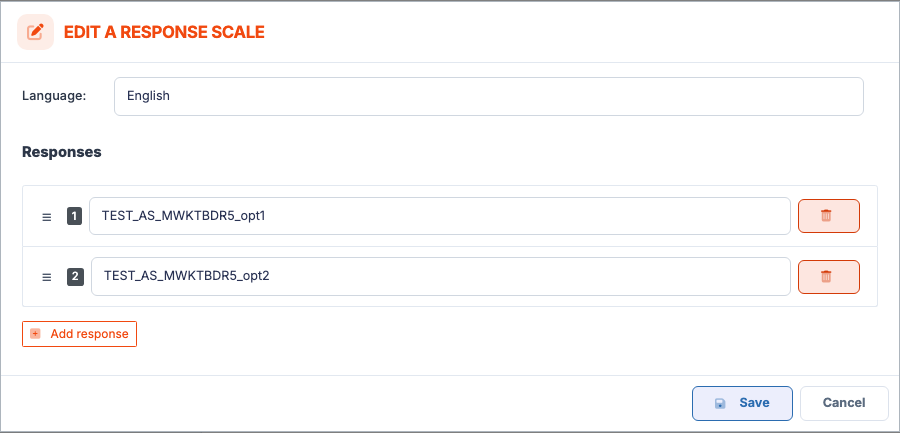 EDIT A RESPONSE SCALE
Language: English
Responses
1 TEST_AS_MWKTBDR5_opt1
2 TEST_AS_MWKTBDR5_opt2
Add response
Save Cancel